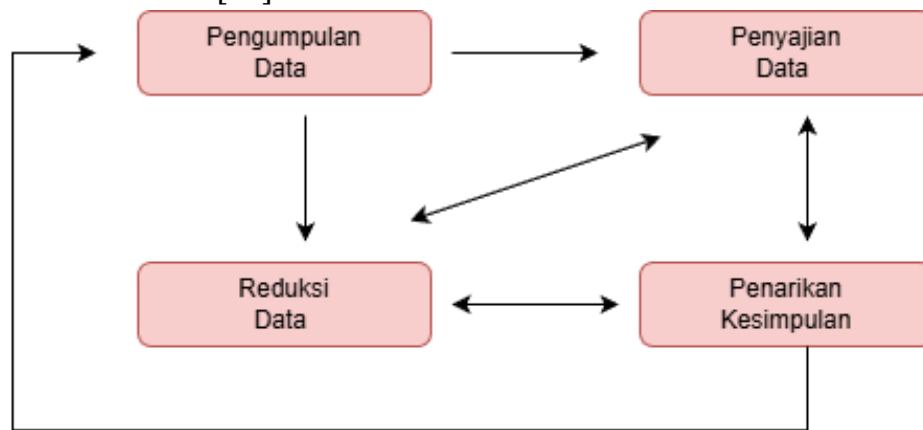 Pengumpulan
Data
Penyajian
Data
Reduksi
Data
Penarikan
Kesimpulan